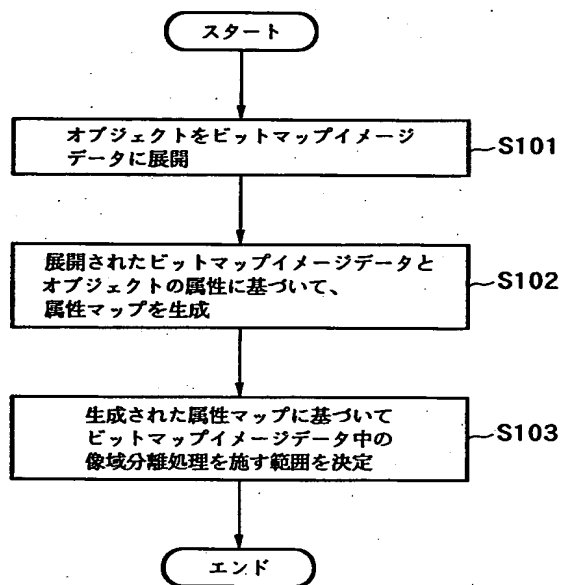 スタート
オブジェクトをビットマップイメージ
データに展開
S101
展開されたビットマップイメージデータと
オブジェクトの属性に基づいて、
属性マップを生成
S102
生成された属性マップに基づいて
ビットマップイメージデータ中の
像域分離処理を施す範囲を決定
S103
エンド